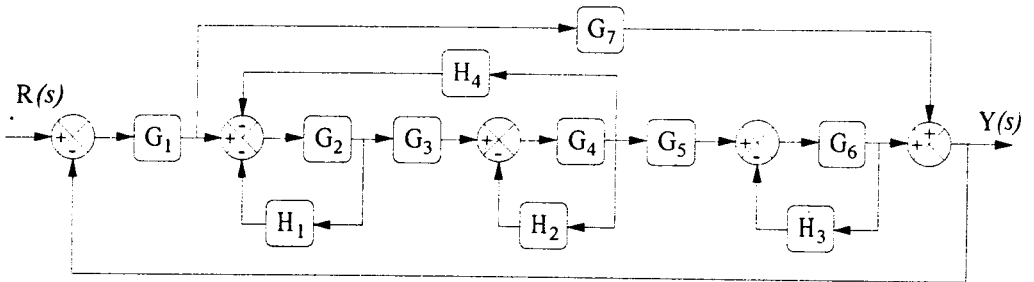 G7
H4
R(s)
Y(s)
+
-
G1
+
-
-
G2
G3
+
-
G4
G5
+
-
G6
+
+
H1
H2
H3